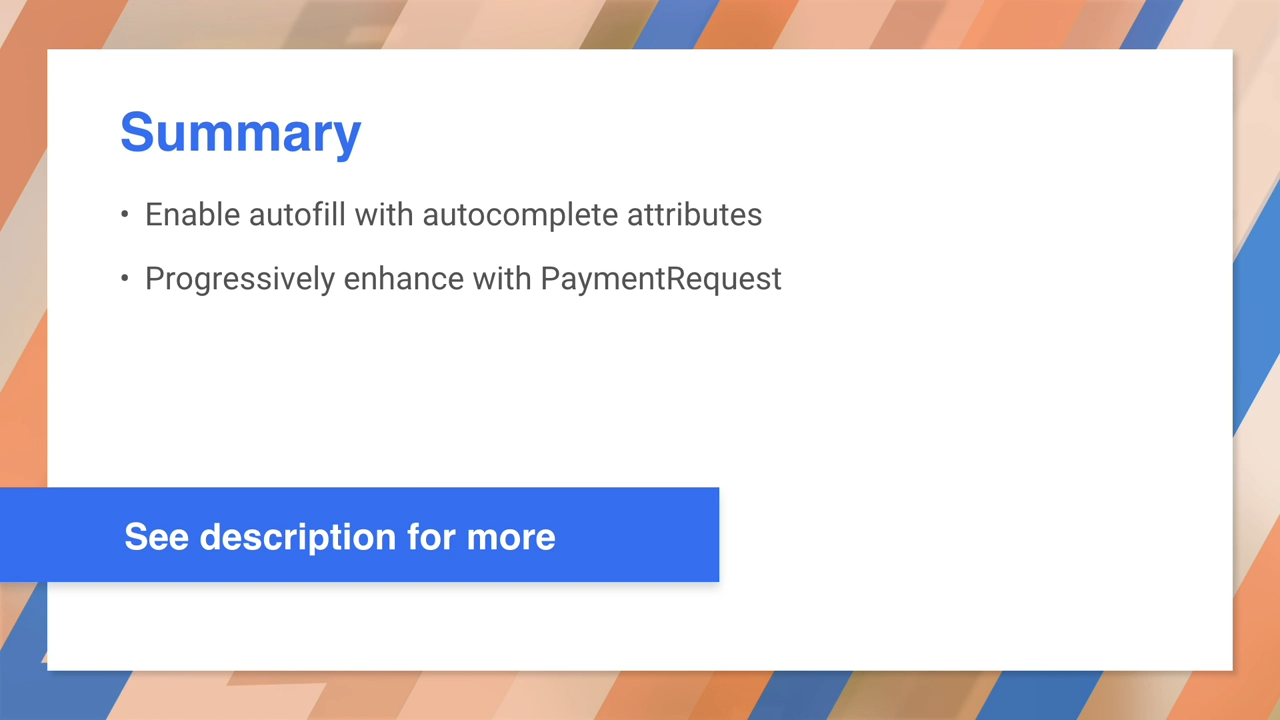 Summary
• Enable autofill with autocomplete attributes
• Progressively enhance with PaymentRequest
See description for more